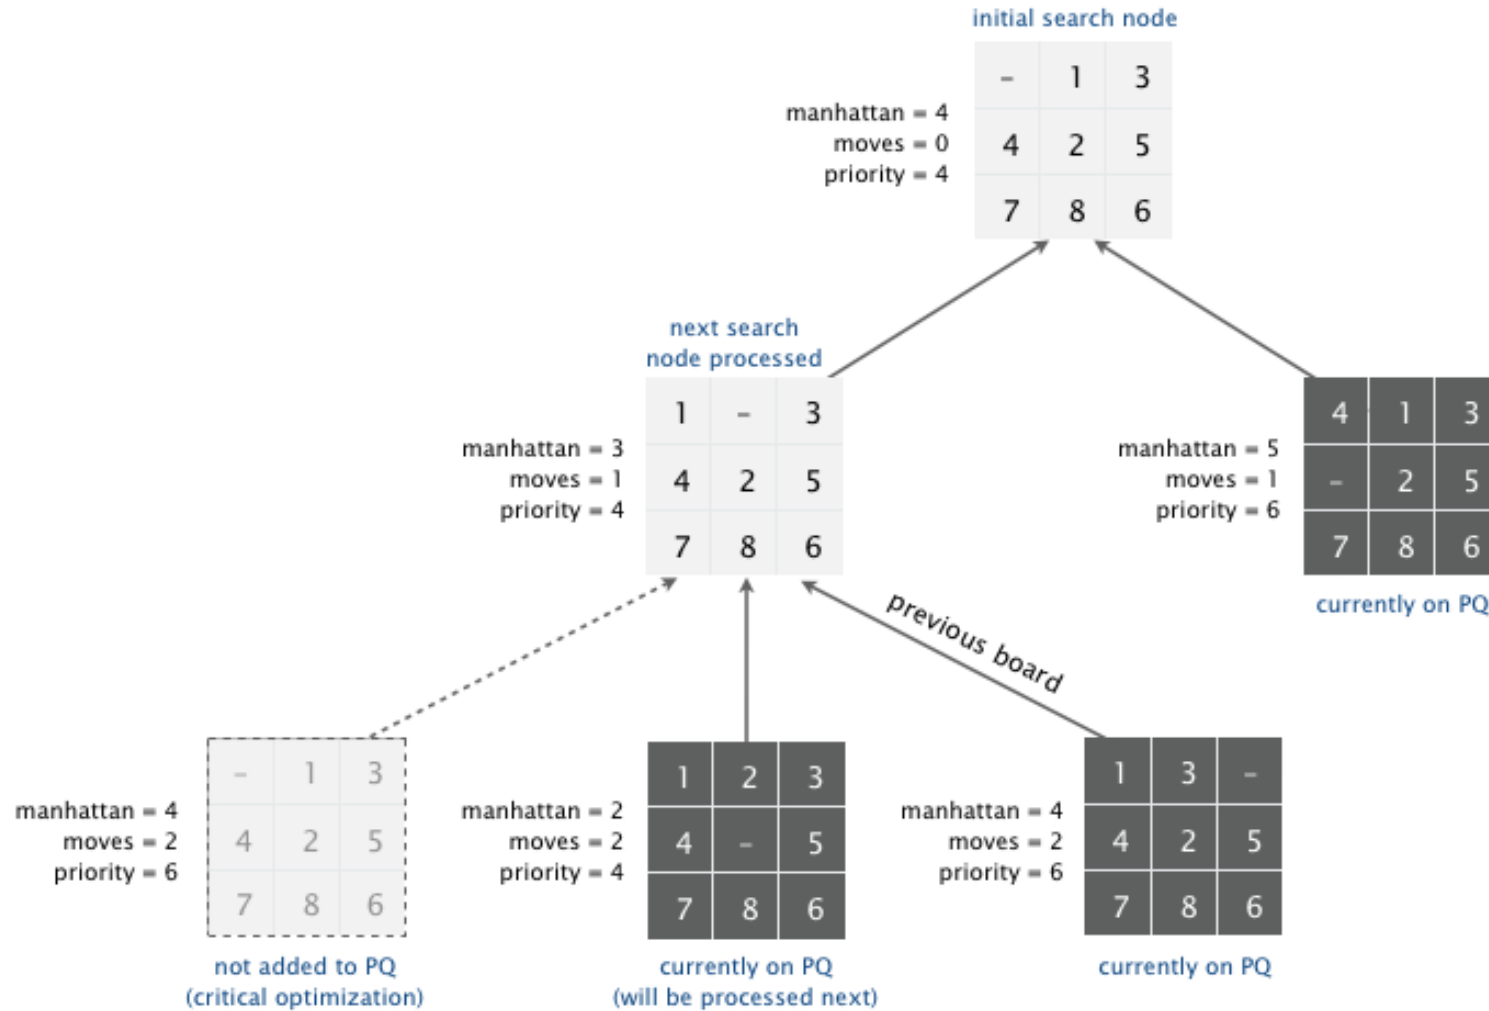 initial search node
- 1 3
manhattan = 4
moves = 0
priority = 4
4 2 5
7 8 6
next search
node processed
1 - 3
manhattan = 3
moves = 1
priority = 4
4 2 5
7 8 6
4 1 3
manhattan = 5
moves = 1
priority = 6
- 2 5
7 8 6
currently on PQ
previous board
- 1 3
manhattan = 4
moves = 2
priority = 6
4 2 5
7 8 6
not added to PQ
(critical optimization)
1 2 3
manhattan = 2
moves = 2
priority = 4
4 - 5
7 8 6
currently on PQ
(will be processed next)
1 3 -
manhattan = 4
moves = 2
priority = 6
4 2 5
7 8 6
currently on PQ